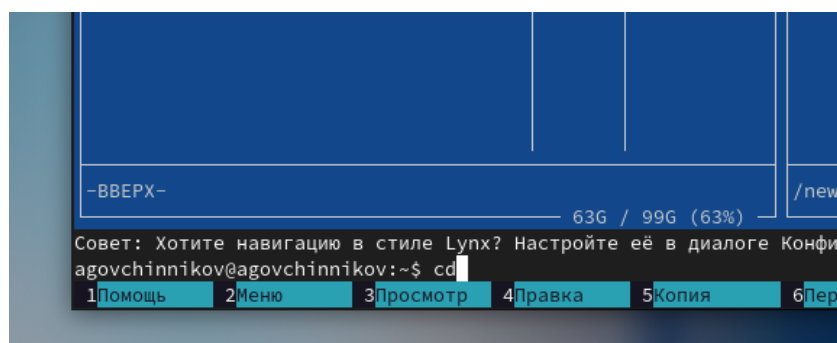 -ВВЕРХ-
63G / 99G (63%)
/new
Совет: Хотите навигацию в стиле Lynx? Настройте её в диалоге Конфи
agovchinnikov@agovchinnikov:~$ cd
1Помощь 2Меню 3Просмотр 4Правка 5Копия 6Пер